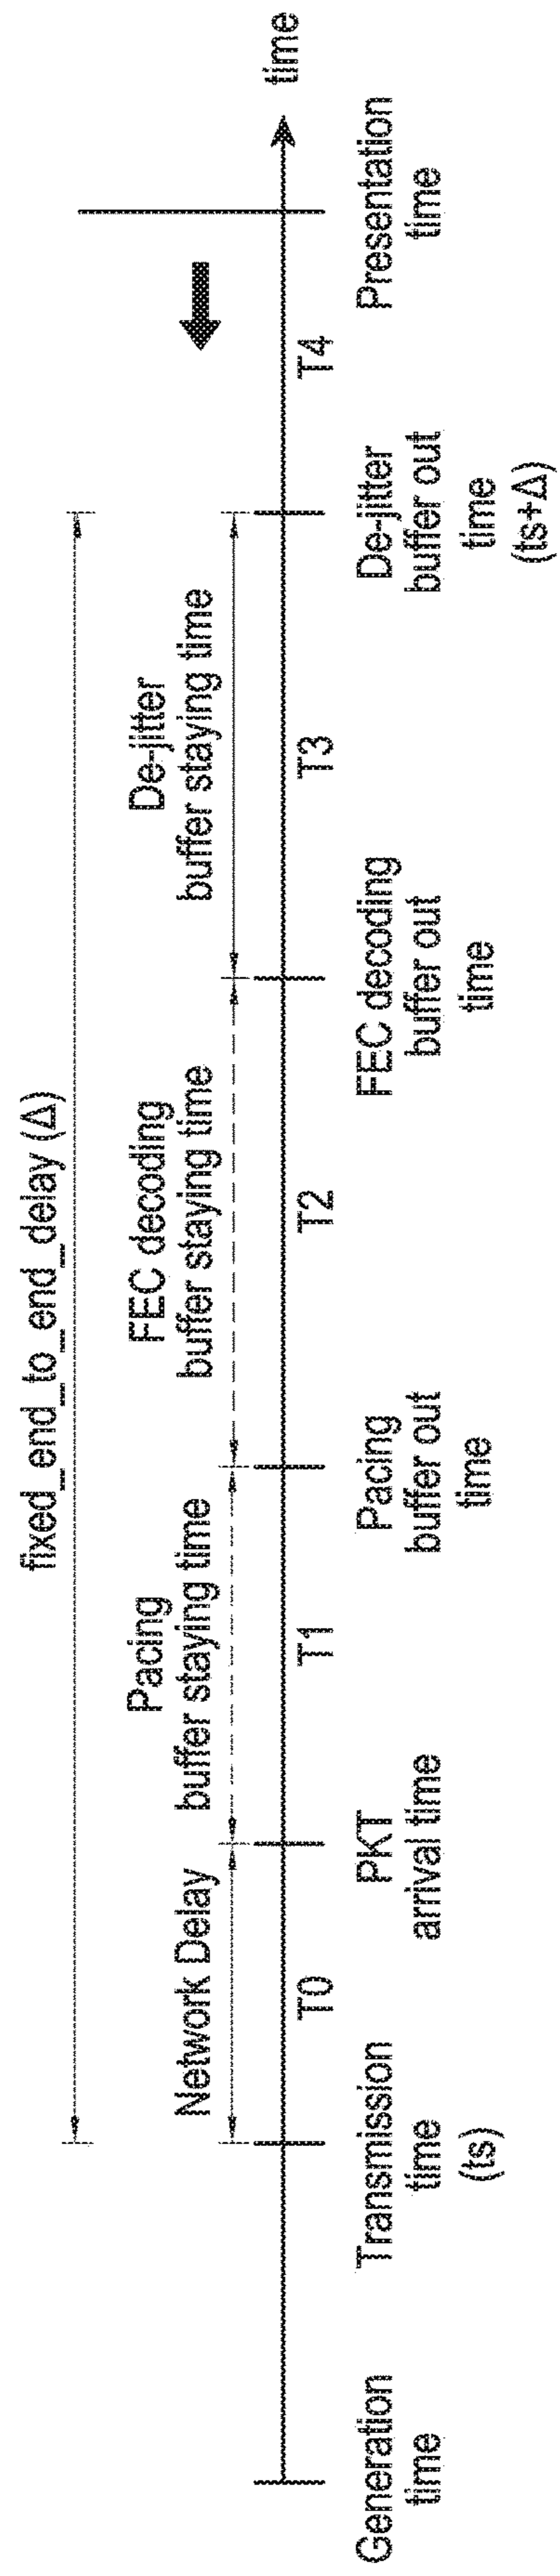 fixed_end_to_end_delay (Δ)
Network Delay
Pacing
buffer staying time
FEC decoding
buffer staying time
De-jitter
buffer staying time
T0
T1
T2
T3
T4
time
Generation
time
Transmission
time
(ts)
PKT
arrival time
Pacing
buffer out
time
FEC decoding
buffer out
time
De-jitter
buffer out
time
(ts+Δ)
Presentation
time